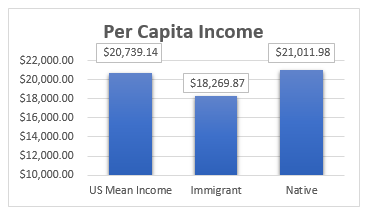 Per Capita Income
$20,739.14
$18,269.87
$21,011.98
$22,000.00
$20,000.00
$18,000.00
$16,000.00
$14,000.00
$12,000.00
$10,000.00
US Mean Income
Immigrant
Native